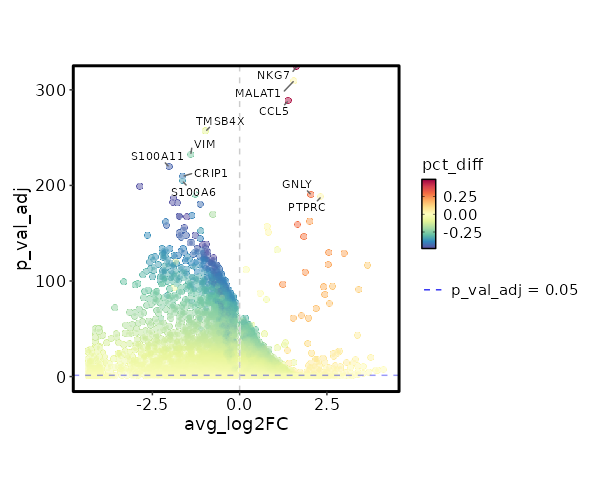 NKG7
MALAT1
CCL5
TMSB4X
VIM
S100A11
CRIP1
S100A6
GNLY
PTPRC
300
200
100
0
-2.5
0.0
2.5
avg_log2FC
p_val_adj
pct_diff
0.25
0.00
-0.25
p_val_adj = 0.05